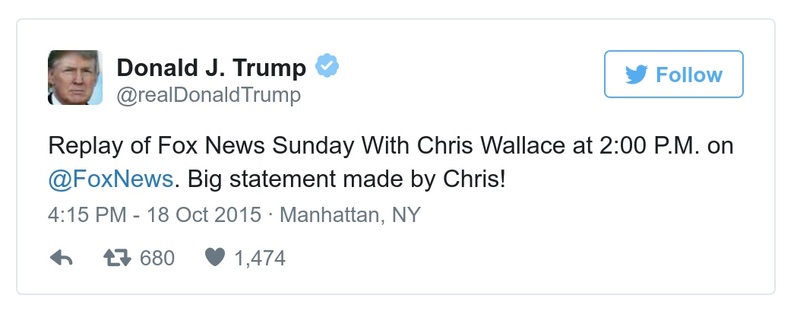 Donald J. Trump
@realDonaldTrump
Follow
Replay of Fox News Sunday With Chris Wallace at 2:00 P.M. on
@FoxNews. Big statement made by Chris!
4:15 PM - 18 Oct 2015 · Manhattan, NY
680 1,474